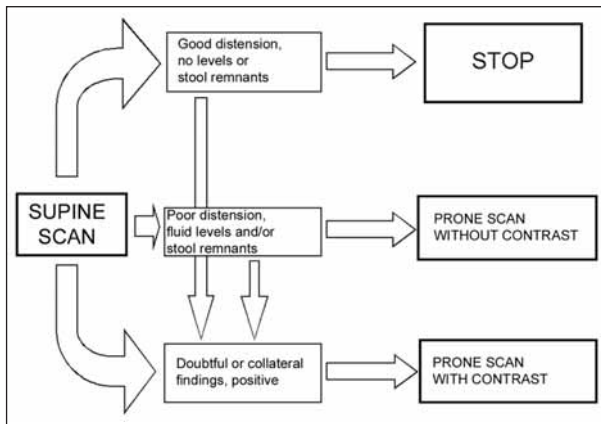 Good distension,
no levels or
stool remnants
STOP
SUPINE
SCAN
Poor distension,
fluid levels and/or
stool remnants
PRONE SCAN
WITHOUT CONTRAST
Doubtful or collateral
findings, positive
PRONE SCAN
WITH CONTRAST